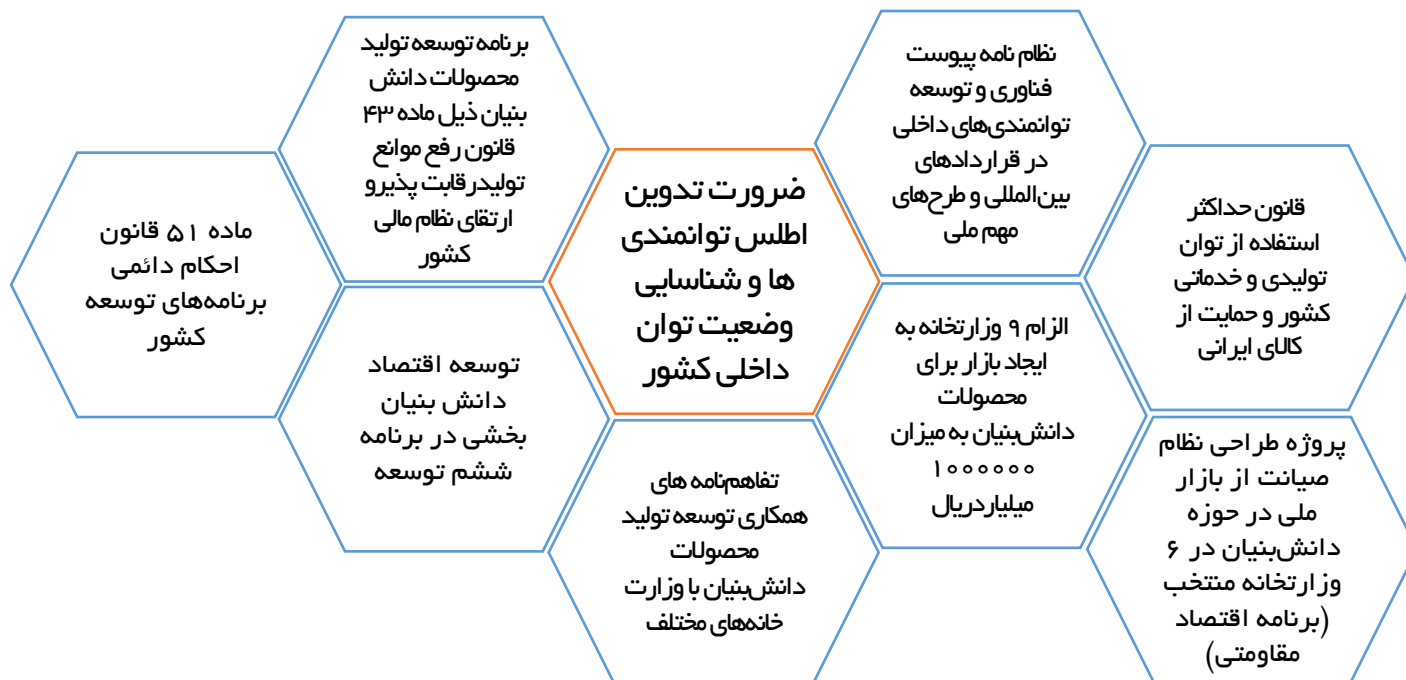 نظام نامه پیوست
فناوری و توسعه
توانمندی‌های داخلی
در قراردادهای
بین‌المللی و طرح‌های
مهم ملی
برنامه توسعه تولید
محصولات دانش
بنیان ذیل ماده ۴۳
قانون رفع موانع
تولیدرقابت پذیرو
ارتقای نظام مالی
کشور
قانون حداکثر
استفاده از توان
تولیدی و خدماتی
کشور و حمایت از
کالای ایرانی
ضرورت تدوین
اطلس توانمندی
ها و شناسایی
وضعیت توان
داخلی کشور
ماده ۵۱ قانون
احکام دائمی
برنامه‌های توسعه
کشور
الزام ۹ وزارتخانه به
ایجاد بازار برای
محصولات
دانش‌بنیان به میزان
۱۰۰۰۰۰۰
میلیاردریال
توسعه اقتصاد
دانش بنیان
بخشی در برنامه
ششم توسعه
پروژه طراحی نظام
صیانت از بازار
ملی در حوزه
دانش‌بنیان در ۶
وزارتخانه منتخب
(برنامه اقتصاد
مقاومتی)
تفاهم‌نامه های
همکاری توسعه تولید
محصولات
دانش‌بنیان با وزارت
خانه‌های مختلف